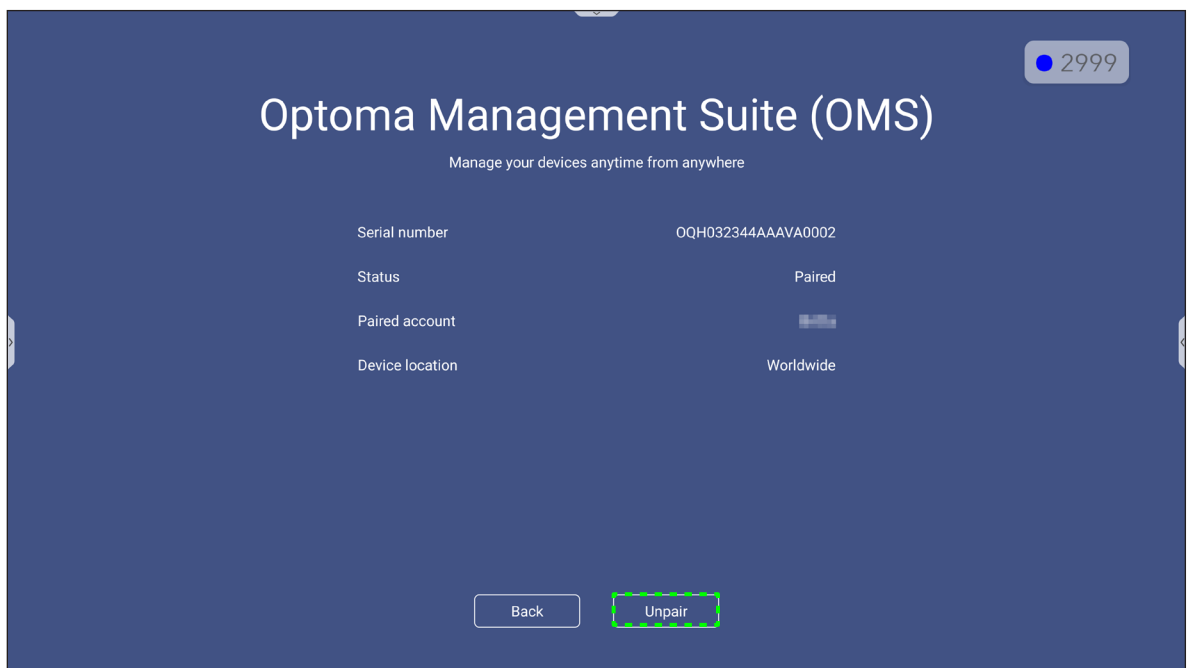 2999
Optoma Management Suite (OMS)
Manage your devices anytime from anywhere
Serial number OQH032344AAAVA0002
Status Paired
Paired account
Device location Worldwide
Back Unpair